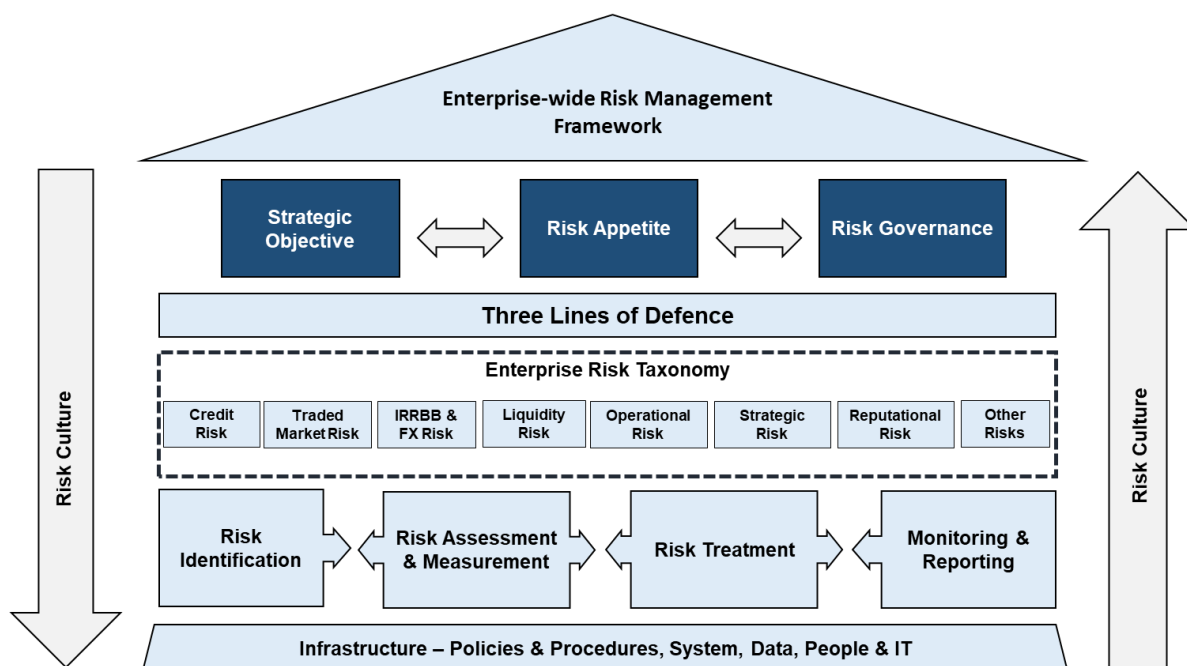 Enterprise-wide Risk Management
Framework
Strategic
Objective
Risk Appetite
Risk Governance
Three Lines of Defence
Enterprise Risk Taxonomy
Credit
Risk
Traded
Market Risk
IRRBB &
FX Risk
Liquidity
Risk
Operational
Risk
Strategic
Risk
Reputational
Risk
Other
Risks
Risk Culture
Risk Culture
Risk
Identification
Risk Assessment
& Measurement
Risk Treatment
Monitoring &
Reporting
Infrastructure – Policies & Procedures, System, Data, People & IT